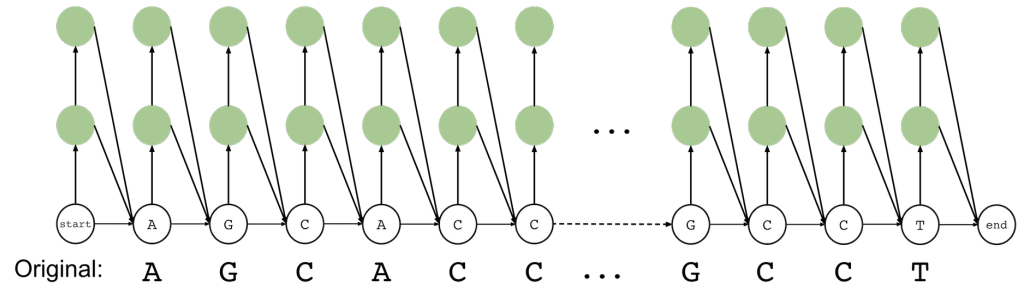 ...
start A G C A C C G C C T end
Original: A G C A C C ... G C C T